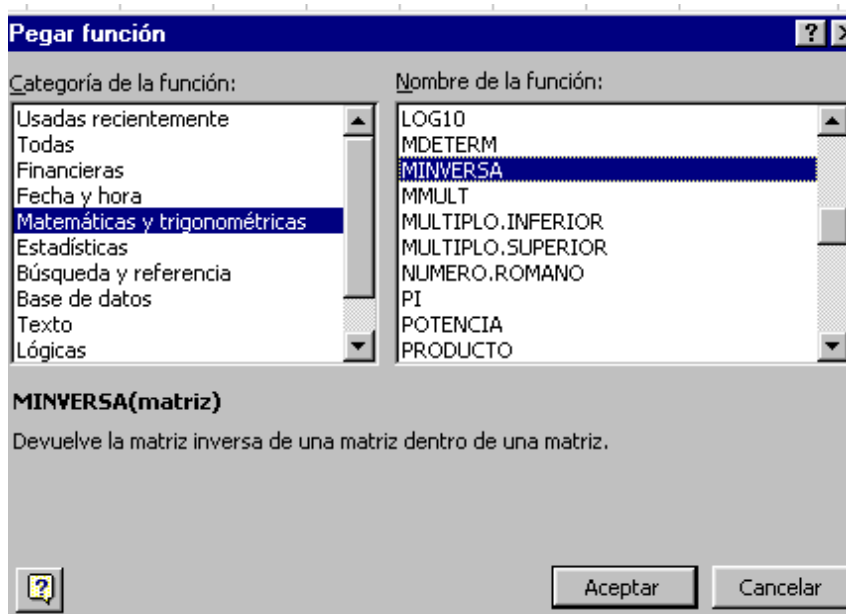 Pegar función
Categoría de la función:
Usadas recientemente
Todas
Financieras
Fecha y hora
Matemáticas y trigonométricas
Estadísticas
Búsqueda y referencia
Base de datos
Texto
Lógicas
Nombre de la función:
LOG10
MDETERM
MINVERSA
MMULT
MULTIPLO.INFERIOR
MULTIPLO.SUPERIOR
NUMERO.ROMANO
PI
POTENCIA
PRODUCTO
MINVERSA(matriz)
Devuelve la matriz inversa de una matriz dentro de una matriz.
Aceptar
Cancelar